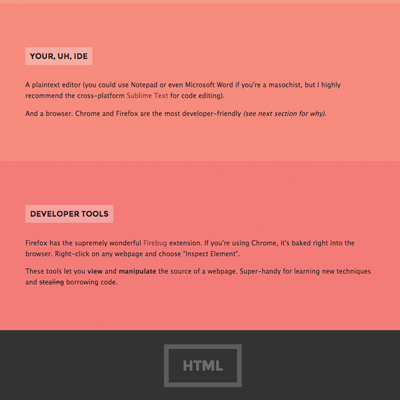 YOUR, UH, IDE
A plaintext editor (you could use Notepad or even Microsoft Word if you're a masochist, but I highly
recommend the cross-platform Sublime Text for code editing).
And a browser. Chrome and Firefox are the most developer-friendly (see next section for why).
DEVELOPER TOOLS
Firefox has the supremely wonderful Firebug extension. If you're using Chrome, it's baked right into the
browser. Right-click on any webpage and choose "Inspect Element".
These tools let you view and manipulate the source of a webpage. Super-handy for learning new techniques
and stealing borrowing code.
HTML